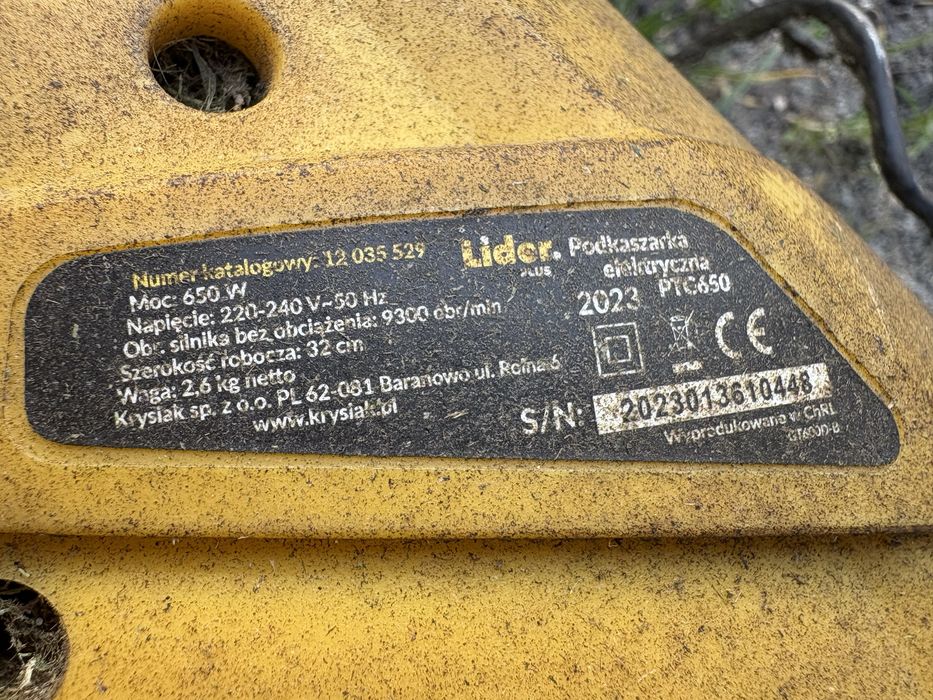 Numer katalogowy: 12 035 529
Moc: 650 W
Napięcie: 220-240 V~50 Hz
Obr. silnika bez obciążenia: 9300 obr/min
Szerokość robocza: 32 cm
Waga: 2,6 kg netto
Krysiak sp. z o.o. PL 62-081 Baranowo ul. Rolna 6
www.krysiak.pl
Lider
PLUS
Podkaszarka
elektryczna
PTC650
2023
CE
S/N: 2023013610448
Wyprodukowano w ChRL